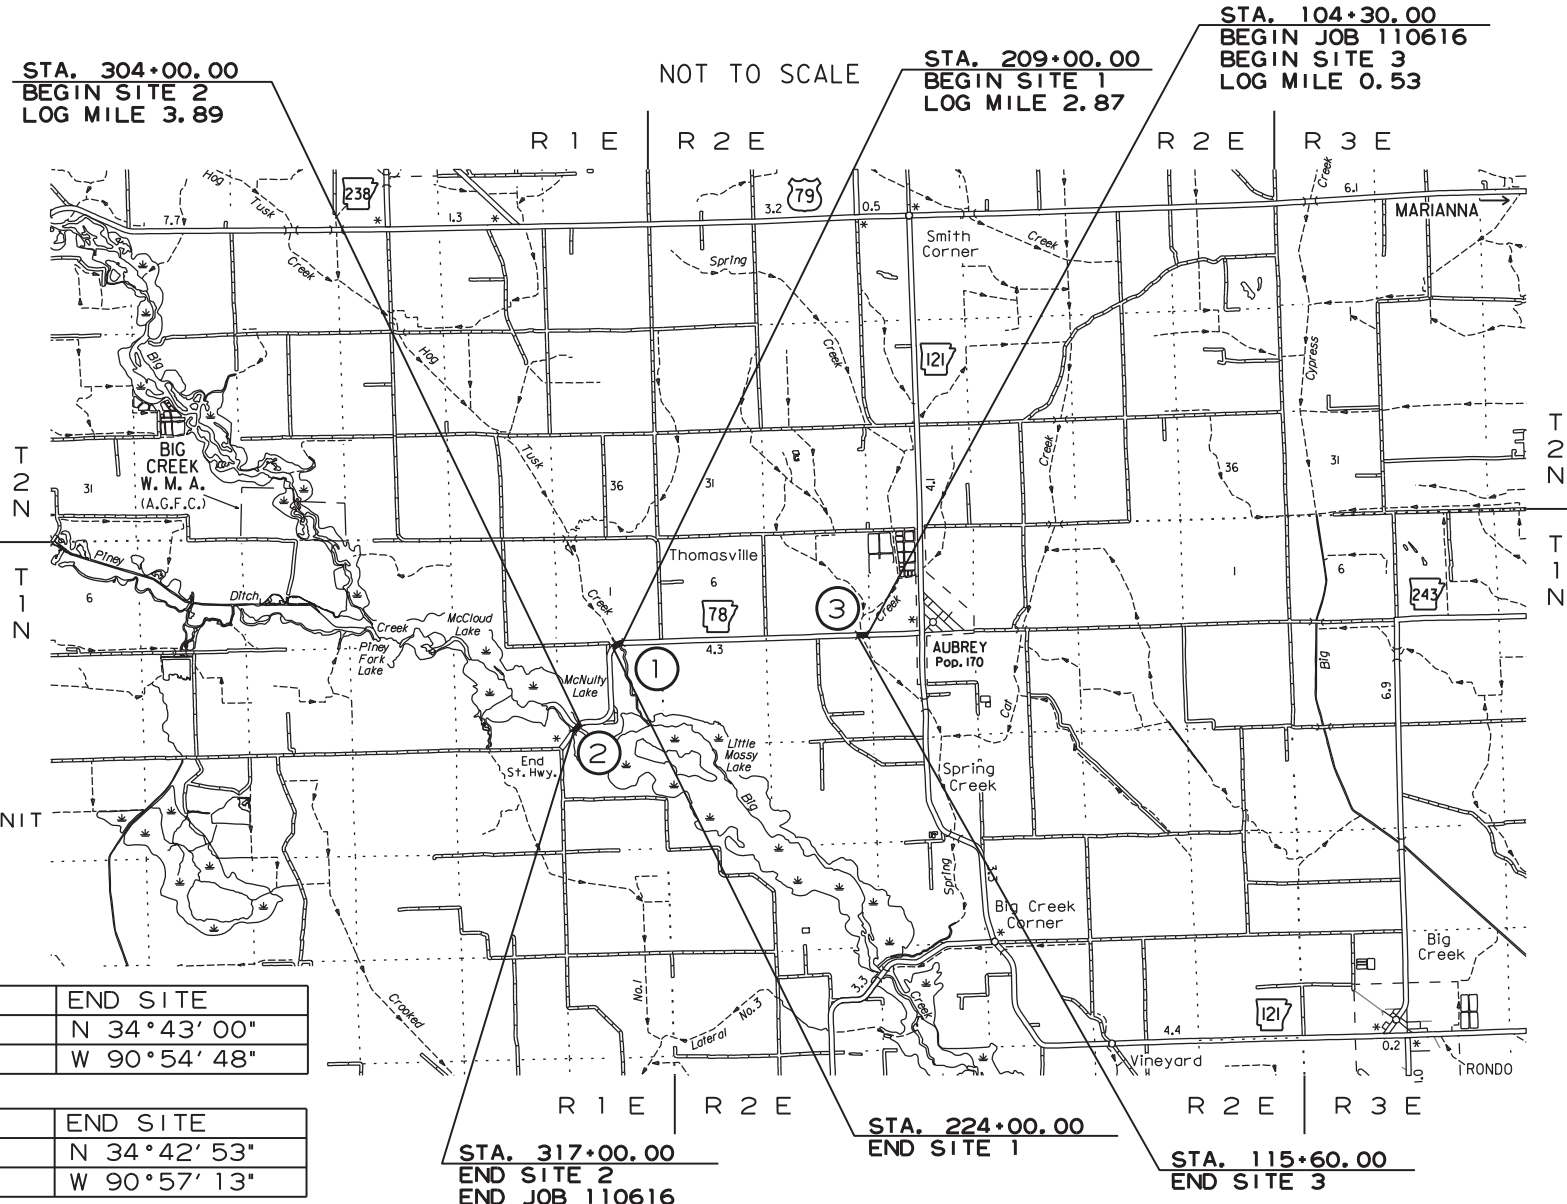 STA. 104+30.00
BEGIN JOB 110616
BEGIN SITE 3
LOG MILE 0.53
STA. 209+00.00
BEGIN SITE 1
LOG MILE 2.87
STA. 304+00.00
BEGIN SITE 2
LOG MILE 3.89
NOT TO SCALE
R 1 E
R 2 E
R 2 E
R 3 E
Hog
Tusk
Creek
238
7.7
*
1.3
*
3.2
79
0.5
*
*
6.1
MARIANNA
Creek
Smith
Corner
Creek
Spring
Creek
Hog
Tusk
Creek
Big
121
Cypress
T
2
N
T
2
N
BIG
CREEK
W. M. A.
(A.G.F.C.)
31
36
31
4.1
Creek
36
31
T
1
N
T
1
N
Piney
Ditch
6
Creek
Piney
Fork
Lake
McCloud
Lake
McNulty
Lake
Thomasville
6
78
4.3
3
Creek
*
AUBREY
Pop. 170
1
6
243
Big
6.9
1
2
*
End
St. Hwy.
Little
Mossy
Lake
Big
Cat
Spring
Creek
Spring
3.3
Big Creek
Corner
*
NIT
Crooked
No.1
Lateral
No.3
3.3
Creek
121
4.4
Vineyard
Big
Creek
*
0.2
*
RONDO
END SITE
N 34°43'00"
W 90°54'48"
END SITE
N 34°42'53"
W 90°57'13"
R 1 E
R 2 E
R 2 E
R 3 E
STA. 317+00.00
END SITE 2
END JOB 110616
STA. 224+00.00
END SITE 1
STA. 115+60.00
END SITE 3